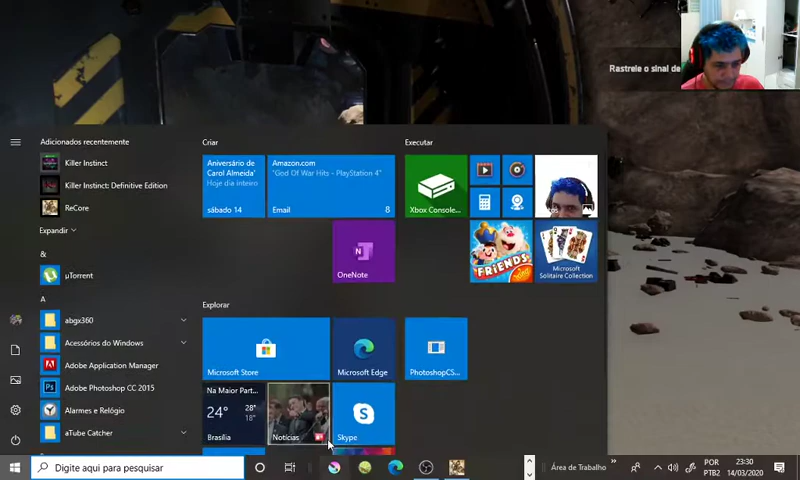 Rastreie o sinal de
Adicionados recentemente
Killer Instinct
Killer Instinct: Definitive Edition
ReCore
Expandir
&
µTorrent
A
abgx360
Acessórios do Windows
Adobe Application Manager
Adobe Photoshop CC 2015
Alarmes e Relógio
aTube Catcher
Criar
Aniversário de
Carol Almeida'
Hoje dia inteiro
sábado 14
Amazon.com
"God Of War Hits - PlayStation 4"
Email 8
OneNote
Executar
Xbox Console...
FRIENDS
Microsoft
Solitaire Collection
Explorar
Microsoft Store
Microsoft Edge
PhotoshopCS...
Na Maior Part...
24° 28°
18°
Brasília
Notícias
Skype
Digite aqui para pesquisar
Área de Trabalho
POR
PTB2
23:30
14/03/2020